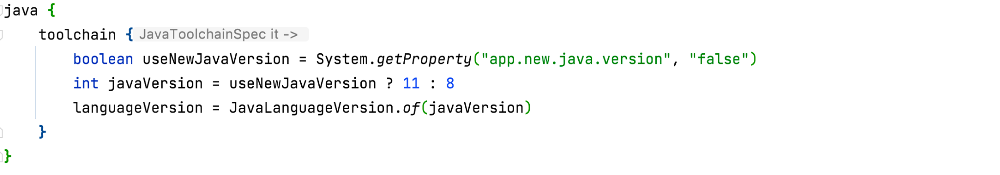 java {
toolchain { JavaToolchainSpec it ->
boolean useNewJavaVersion = System.getProperty("app.new.java.version", "false")
int javaVersion = useNewJavaVersion ? 11 : 8
languageVersion = JavaLanguageVersion.of(javaVersion)
}
}